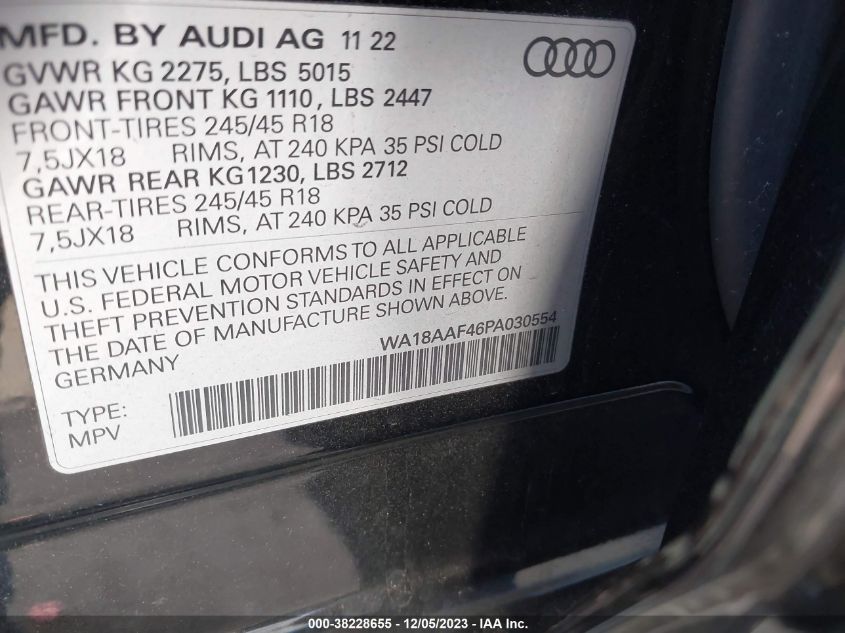 MFD. BY AUDI AG 11 22
GVWR KG 2275, LBS 5015
GAWR FRONT KG 1110, LBS 2447
FRONT-TIRES 245/45 R18
7,5JX18 RIMS, AT 240 KPA 35 PSI COLD
GAWR REAR KG1230, LBS 2712
REAR-TIRES 245/45 R18
7,5JX18 RIMS, AT 240 KPA 35 PSI COLD
THIS VEHICLE CONFORMS TO ALL APPLICABLE
U.S. FEDERAL MOTOR VEHICLE SAFETY AND
THEFT PREVENTION STANDARDS IN EFFECT ON
THE DATE OF MANUFACTURE SHOWN ABOVE.
GERMANY
WA18AAF46PA030554
TYPE:
MPV
000-38228655 - 12/05/2023 - IAA Inc.